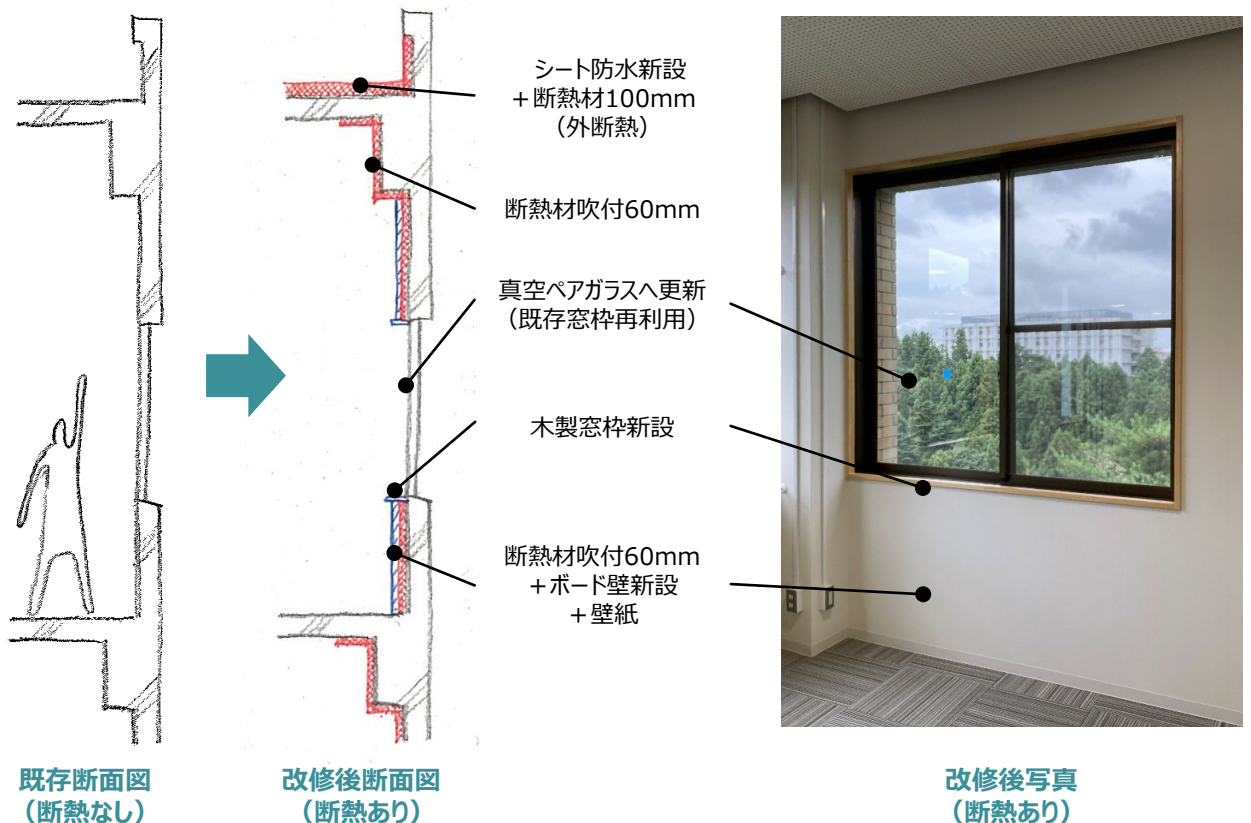 シート防水新設
＋断熱材100mm
（外断熱）
断熱材吹付60mm
真空ペアガラスへ更新
（既存窓枠再利用）
木製窓枠新設
断熱材吹付60mm
＋ボード壁新設
＋壁紙
既存断面図
（断熱なし）
改修後断面図
（断熱あり）
改修後写真
（断熱あり）